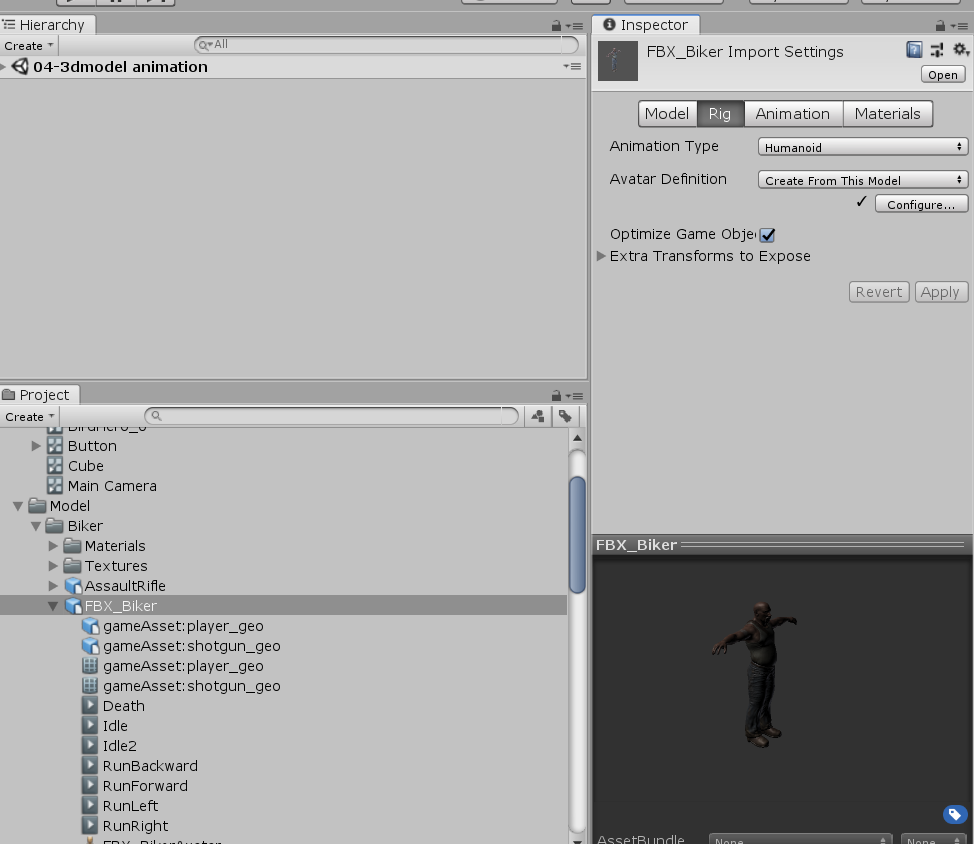 Hierarchy
Create
All
04-3dmodel animation
Inspector
FBX_Biker Import Settings
Open
Model Rig Animation Materials
Animation Type Humanoid
Avatar Definition Create From This Model
Configure...
Optimize Game Obje
Extra Transforms to Expose
Revert Apply
Project
Create
BirdHero_0
Button
Cube
Main Camera
Model
Biker
Materials
Textures
AssaultRifle
FBX_Biker
gameAsset:player_geo
gameAsset:shotgun_geo
gameAsset:player_geo
gameAsset:shotgun_geo
Death
Idle
Idle2
RunBackward
RunForward
RunLeft
RunRight
FBX_Biker
AssetBundle None None